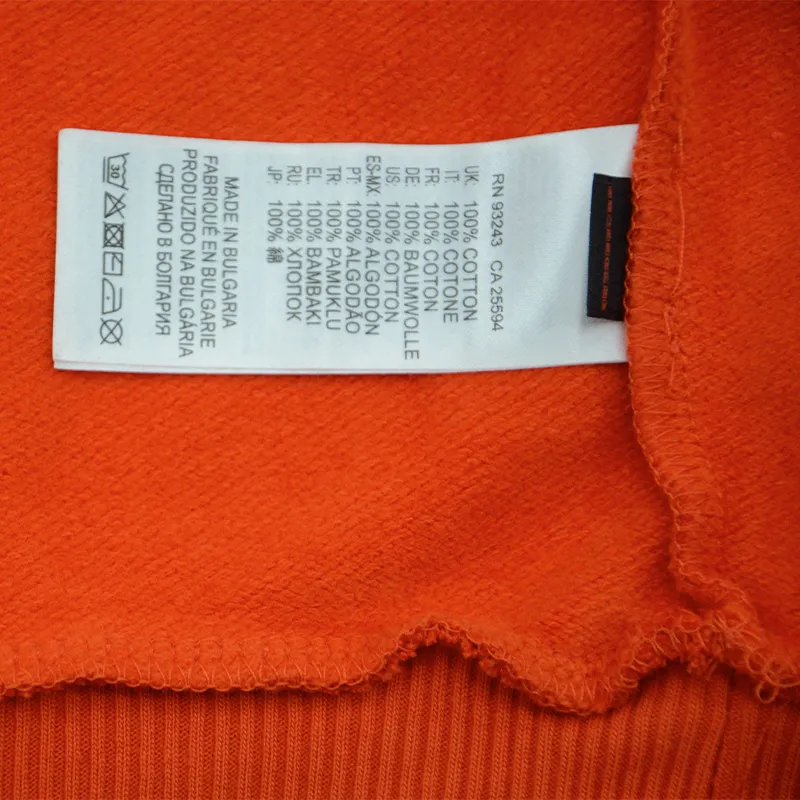 RN 93243 CA 25594
UK: 100% COTTON
IT: 100% COTONE
FR: 100% COTON
DE: 100% BAUMWOLLE
US: 100% COTTON
ES-MX: 100% ALGODÓN
PT: 100% ALGODÃO
TR: 100% PAMUKLU
EL: 100% BAMBAKI
RU: 100% ХЛОПОК
JP: 100% 綿
MADE IN BULGARIA
FABRIQUÉ EN BULGARIE
PRODUZIDO NA BULGÁRIA
СДЕЛАНО В БОЛГАРИЯ
30